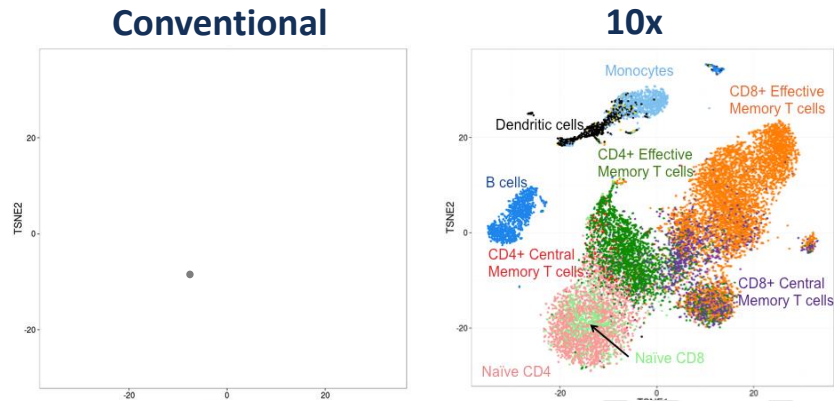 Conventional
10x
TSNE2
20
0
-20
-20
0
20
TSNE2
20
0
-20
-20
0
20
Monocytes
CD8+ Effective
Memory T cells
Dendritic cells
CD4+ Effective
Memory T cells
B cells
CD4+ Central
Memory T cells
CD8+ Central
Memory T cells
Naïve CD8
Naïve CD4